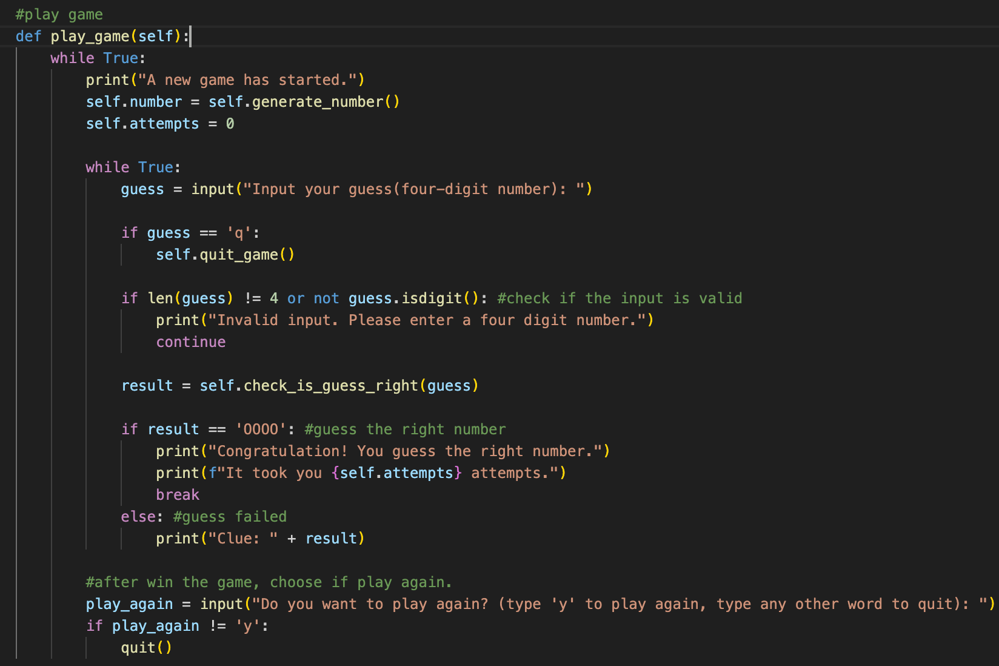 #play game
def play_game(self):
    while True:
        print("A new game has started.")
        self.number = self.generate_number()
        self.attempts = 0

        while True:
            guess = input("Input your guess(four-digit number): ")

            if guess == 'q':
                self.quit_game()

            if len(guess) != 4 or not guess.isdigit(): #check if the input is valid
                print("Invalid input. Please enter a four digit number.")
                continue

            result = self.check_is_guess_right(guess)

            if result == 'OOOO': #guess the right number
                print("Congratulation! You guess the right number.")
                print(f"It took you {self.attempts} attempts.")
                break
            else: #guess failed
                print("Clue: " + result)

        #after win the game, choose if play again.
        play_again = input("Do you want to play again? (type 'y' to play again, type any other word to quit): ")
        if play_again != 'y':
            quit()